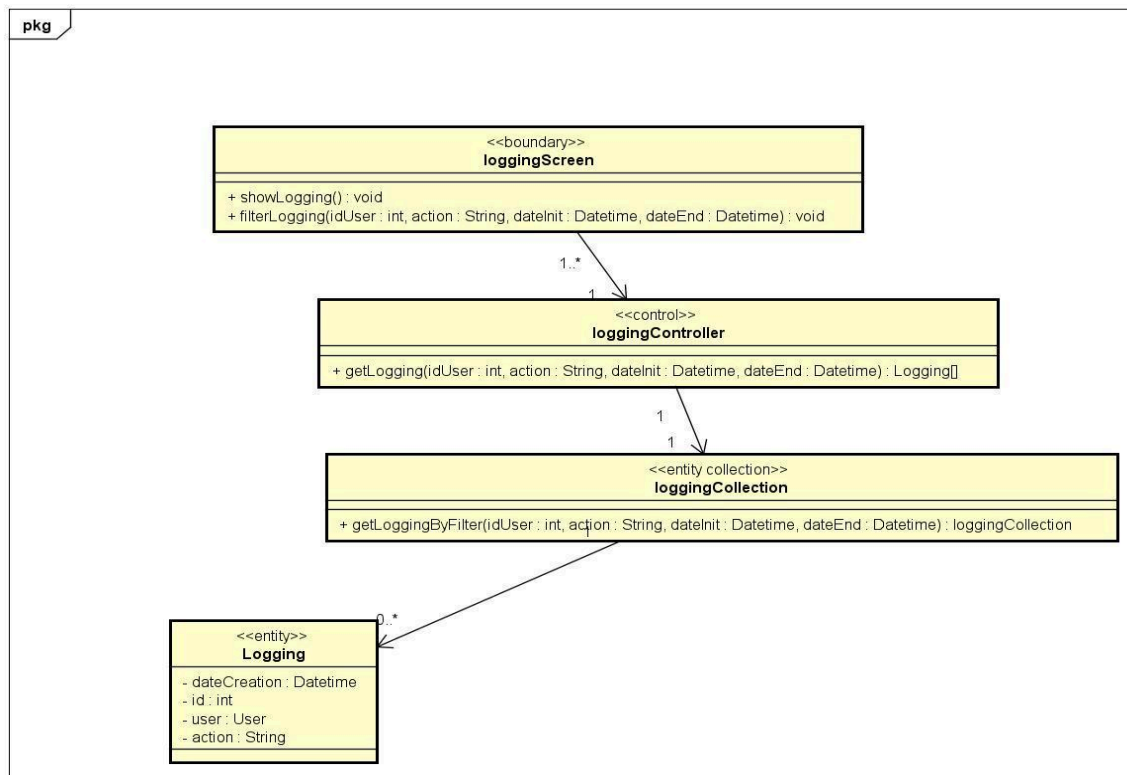 pkg
<<boundary>>
loggingScreen
+ showLogging() : void
+ filterLogging(idUser : int, action : String, dateInit : Datetime, dateEnd : Datetime) : void
1..*
1
<<control>>
loggingController
+ getLogging(idUser : int, action : String, dateInit : Datetime, dateEnd : Datetime) : Logging[]
1
1
<<entity collection>>
loggingCollection
+ getLoggingByFilter(idUser : int, action : String, dateInit : Datetime, dateEnd : Datetime) : loggingCollection
1
0..*
<<entity>>
Logging
- dateCreation : Datetime
- id : int
- user : User
- action : String